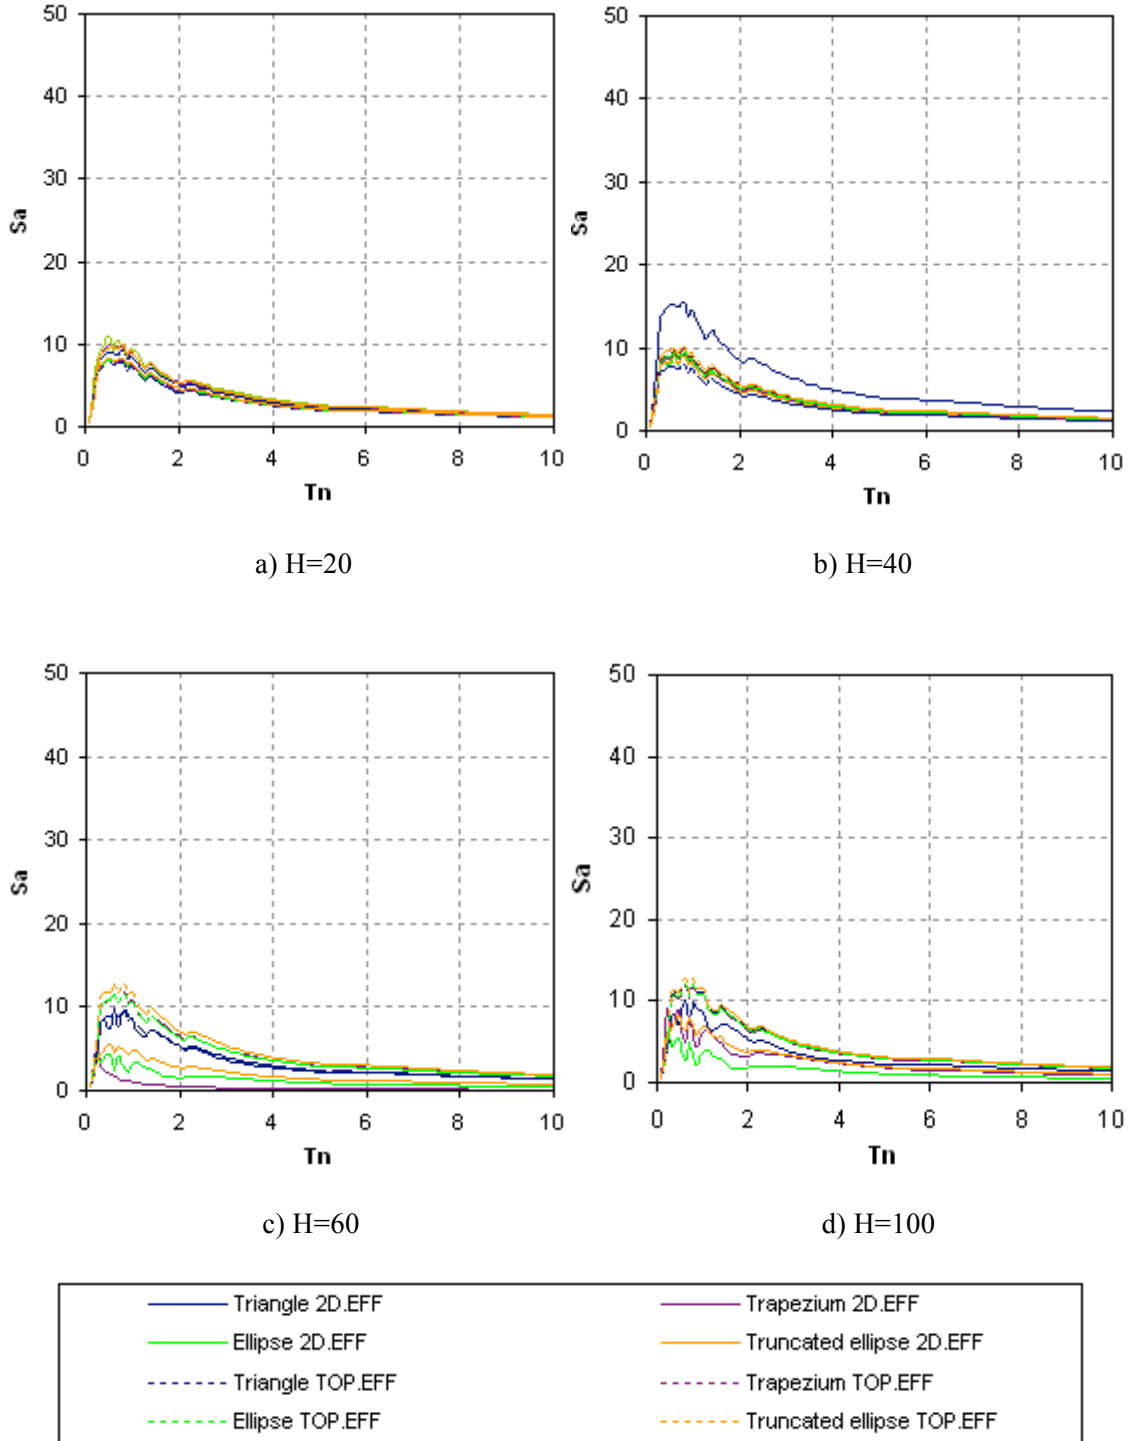 50
40
30
20
10
0
Sa
0 2 4 6 8 10
Tn
a) H=20
50
40
30
20
10
0
Sa
0 2 4 6 8 10
Tn
b) H=40
50
40
30
20
10
0
Sa
0 2 4 6 8 10
Tn
c) H=60
50
40
30
20
10
0
Sa
0 2 4 6 8 10
Tn
d) H=100
Triangle 2D.EFF
Trapezium 2D.EFF
Ellipse 2D.EFF
Truncated ellipse 2D.EFF
Triangle TOP.EFF
Trapezium TOP.EFF
Ellipse TOP.EFF
Truncated ellipse TOP.EFF